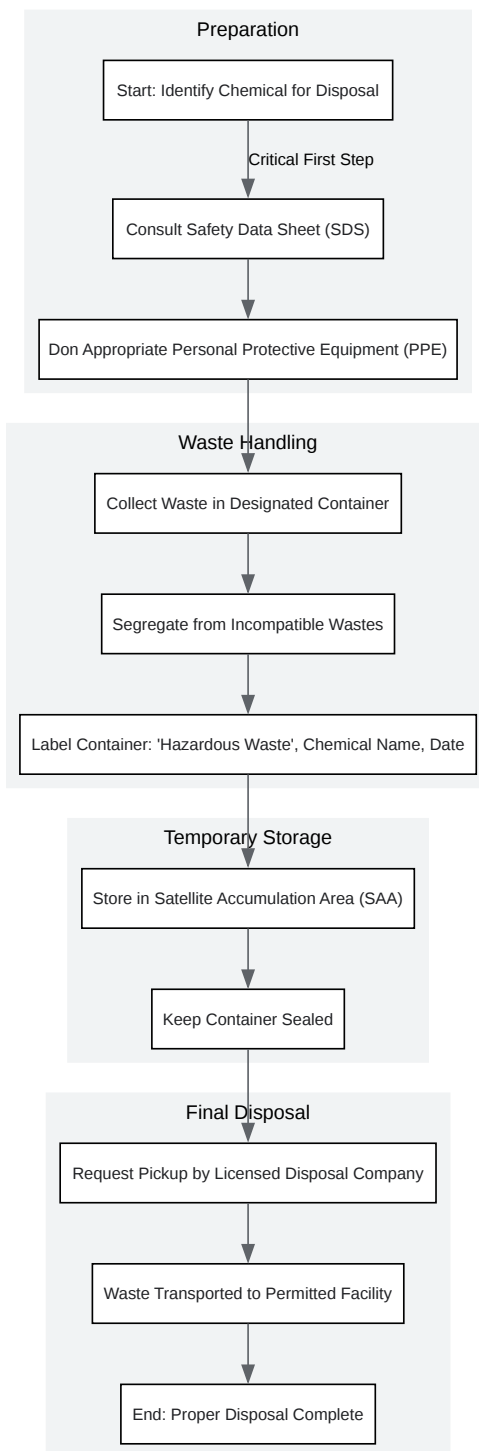 Preparation
Start: Identify Chemical for Disposal
Critical First Step
Consult Safety Data Sheet (SDS)
Don Appropriate Personal Protective Equipment (PPE)
Waste Handling
Collect Waste in Designated Container
Segregate from Incompatible Wastes
Label Container: 'Hazardous Waste', Chemical Name, Date
Temporary Storage
Store in Satellite Accumulation Area (SAA)
Keep Container Sealed
Final Disposal
Request Pickup by Licensed Disposal Company
Waste Transported to Permitted Facility
End: Proper Disposal Complete